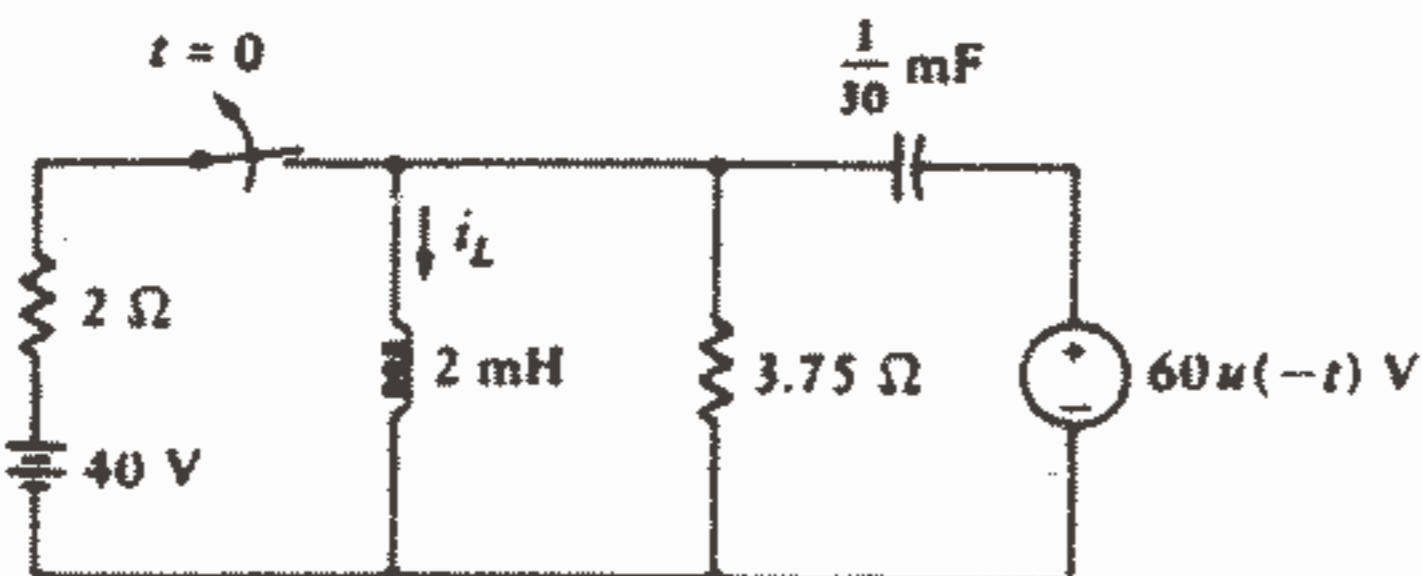 t = 0
1/30 mF
i_L
2 Ω
2 mH
3.75 Ω
+
−
60u(−t) V
40 V